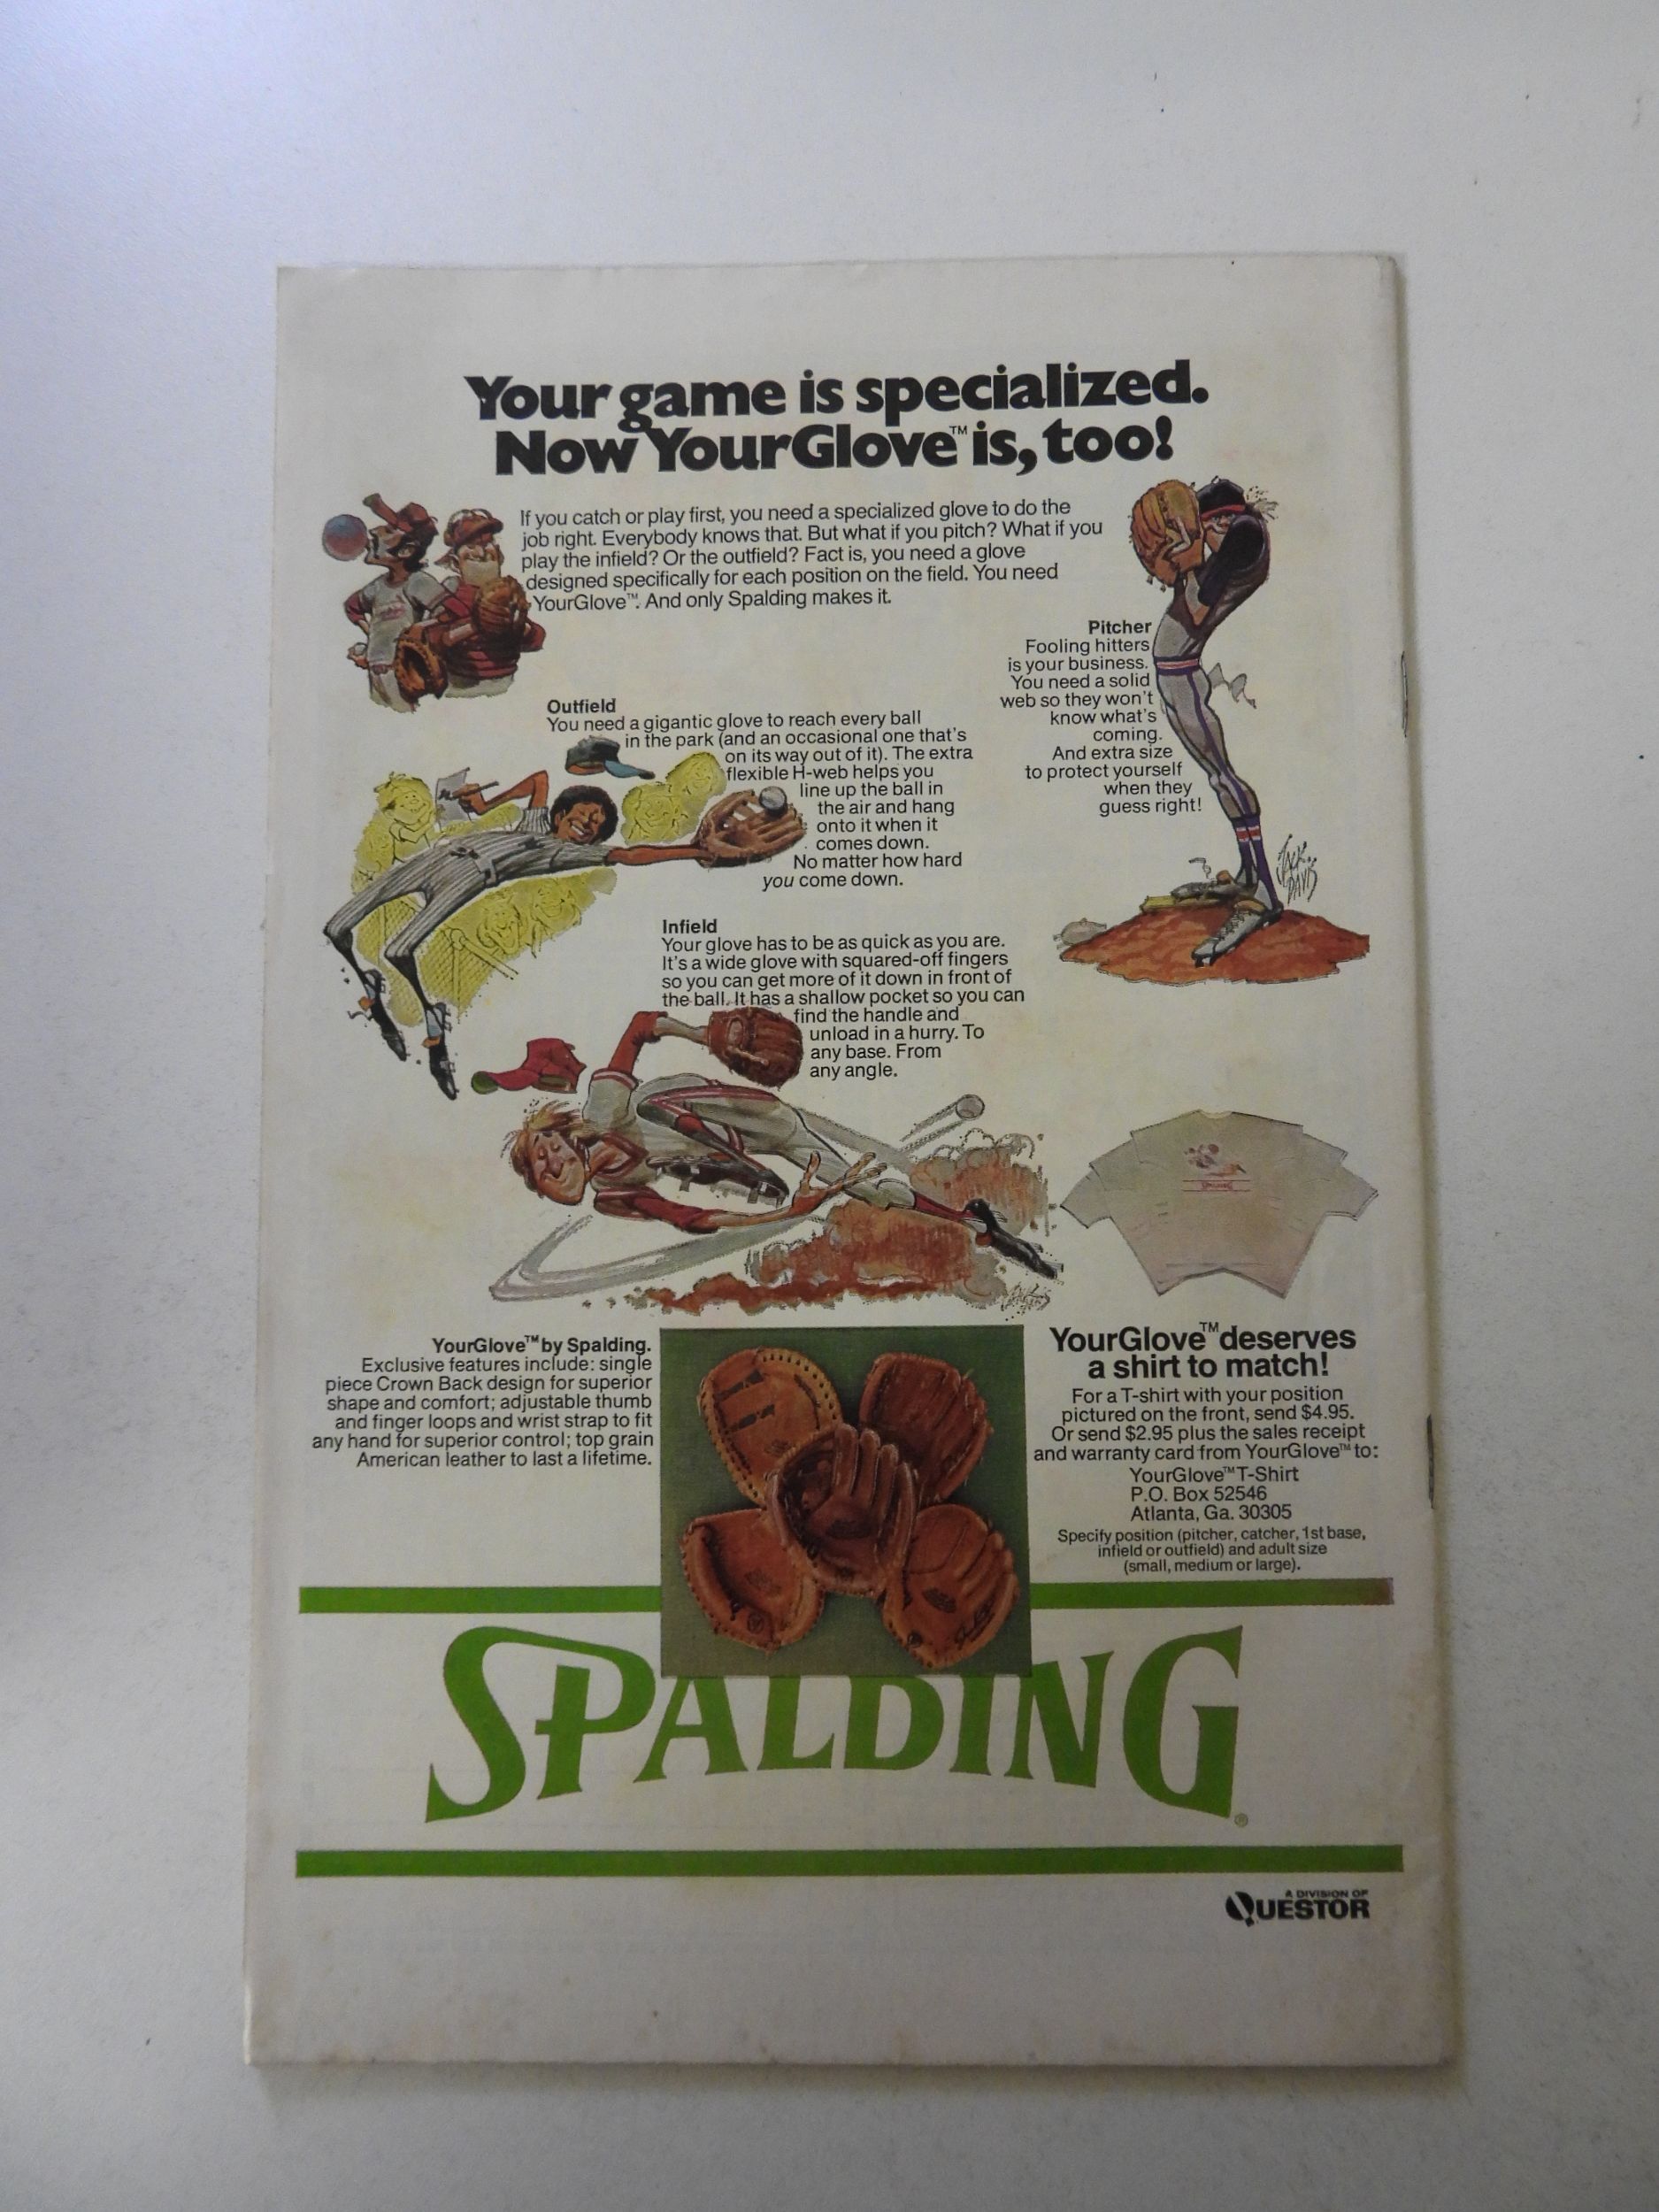 Your game is specialized.
Now YourGlove™ is, too!
If you catch or play first, you need a specialized glove to do the
job right. Everybody knows that. But what if you pitch? What if you
play the infield? Or the outfield? Fact is, you need a glove
designed specifically for each position on the field. You need
YourGlove™. And only Spalding makes it.
Pitcher
Fooling hitters
is your business.
You need a solid
web so they won't
know what's
coming.
And extra size
to protect yourself
when they
guess right!
Outfield
You need a gigantic glove to reach every ball
in the park (and an occasional one that's
on its way out of it). The extra
flexible H-web helps you
line up the ball in
the air and hang
onto it when it
comes down.
No matter how hard
you come down.
JACK
DAVIS
Infield
Your glove has to be as quick as you are.
It's a wide glove with squared-off fingers
so you can get more of it down in front of
the ball. It has a shallow pocket so you can
find the handle and
unload in a hurry. To
any base. From
any angle.
SPALDING
YourGlove™ by Spalding.
Exclusive features include: single
piece Crown Back design for superior
shape and comfort; adjustable thumb
and finger loops and wrist strap to fit
any hand for superior control; top grain
American leather to last a lifetime.
YourGlove™ deserves
a shirt to match!
For a T-shirt with your position
pictured on the front, send $4.95.
Or send $2.95 plus the sales receipt
and warranty card from YourGlove™ to:
YourGlove™ T-Shirt
P.O. Box 52546
Atlanta, Ga. 30305
Specify position (pitcher, catcher, 1st base,
infield or outfield) and adult size
(small, medium or large).
SPALDING®
A DIVISION OF
QUESTOR